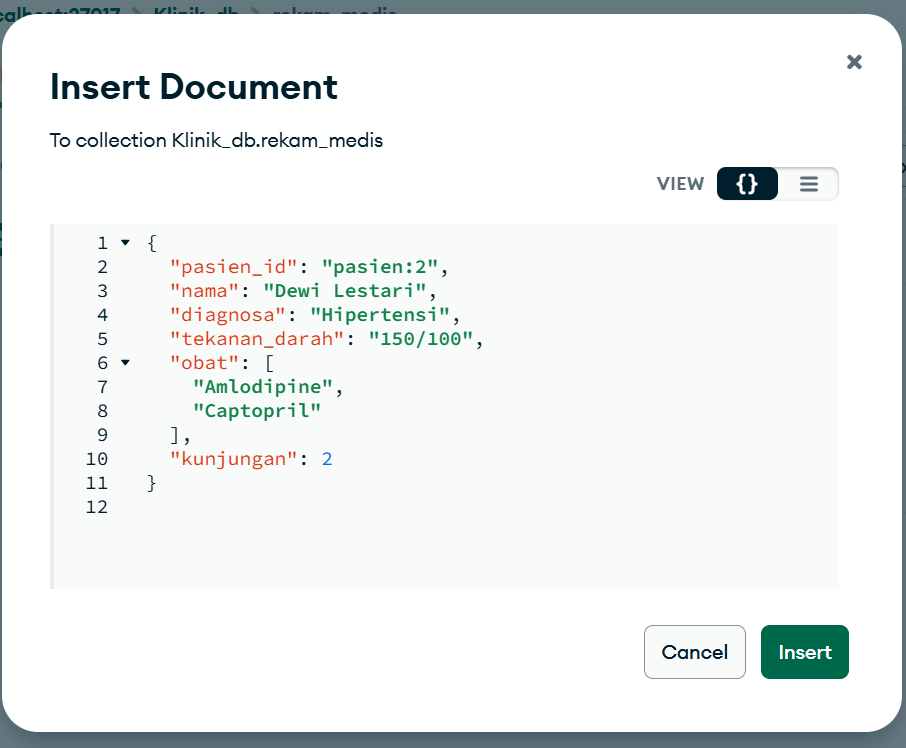 Klinik_db
rekam_medis
Insert Document
To collection Klinik_db.rekam_medis
VIEW {}
1 {
2 "pasien_id": "pasien:2",
3 "nama": "Dewi Lestari",
4 "diagnosa": "Hipertensi",
5 "tekanan_darah": "150/100",
6 "obat": [
7 "Amlodipine",
8 "Captopril"
9 ],
10 "kunjungan": 2
11 }
12
Cancel Insert